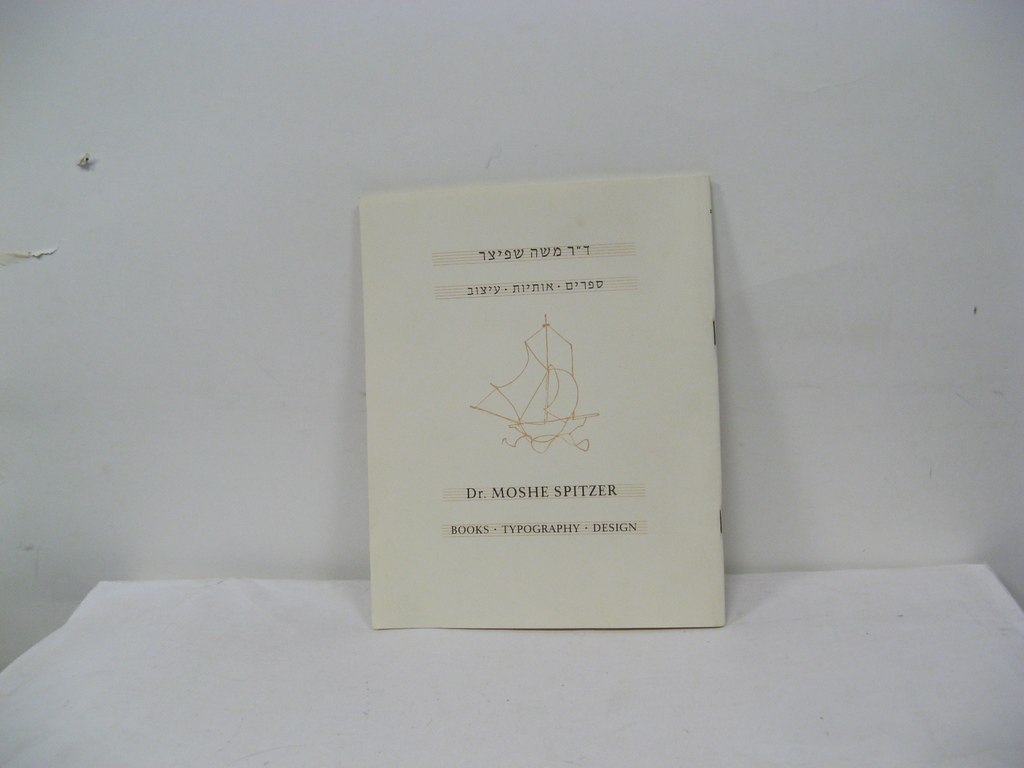 ד״ר משה שפיצר
ספרים · אותיות · עיצוב
Dr. MOSHE SPITZER
BOOKS · TYPOGRAPHY · DESIGN